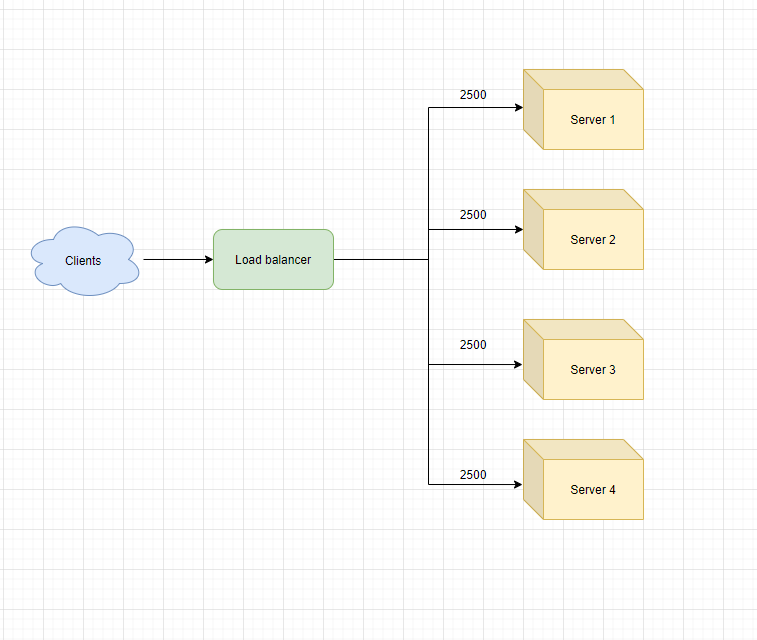 2500
Server 1
2500
Server 2
Clients
Load balancer
2500
Server 3
2500
Server 4